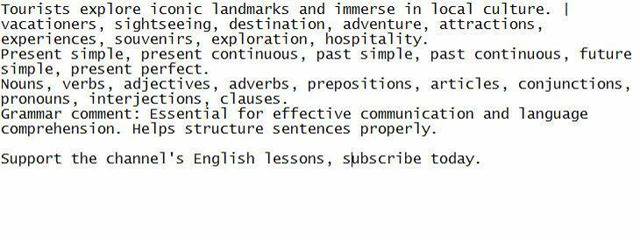 Tourists explore iconic landmarks and immerse in local culture. |
vacationers, sightseeing, destination, adventure, attractions,
experiences, souvenirs, exploration, hospitality.
Present simple, present continuous, past simple, past continuous, future
simple, present perfect.
Nouns, verbs, adjectives, adverbs, prepositions, articles, conjunctions,
pronouns, interjections, clauses.
Grammar comment: Essential for effective communication and language
comprehension. Helps structure sentences properly.
Support the channel's English lessons, subscribe today.